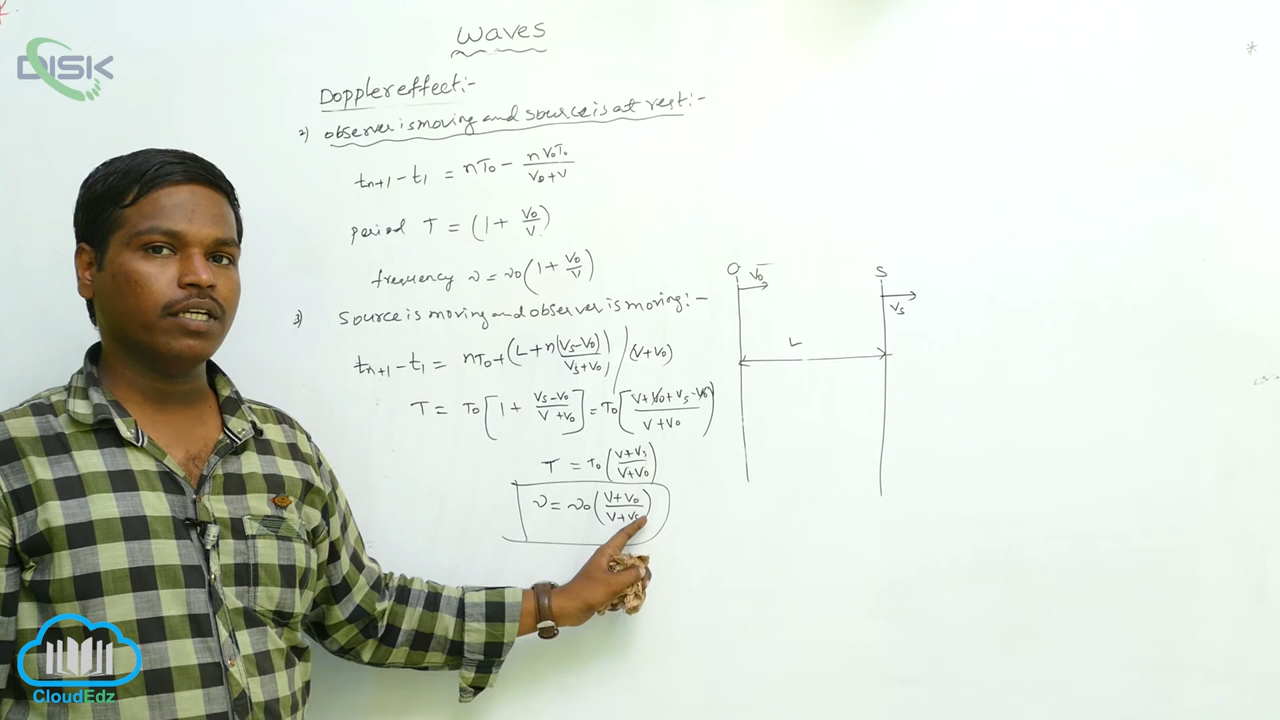 DISK
Waves
Doppler effect:-
2) observer is moving and source is at rest:-
tn+1 - t1 = nT0 - nV0T0/V0+V
period T = (1 + V0/V)
frequency ν = ν0(1 + V0/V)
3) Source is moving and observer is moving:-
tn+1 - t1 = nT0 + (L + n(Vs-V0)/Vs+V0) / (V+V0)
T = T0[1 + Vs-V0/V+V0] = T0[V+V0+Vs-V0/V+V0]
T = T0(V+Vs/V+V0)
ν = ν0(V+V0/V+Vs)
O V0 S
Vs
L
CloudEdz